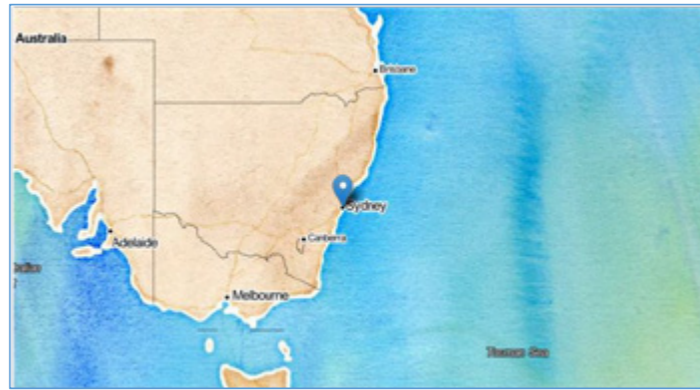 Australia
Brisbane
Sydney
Canberra
Adelaide
Melbourne
Tasman Sea